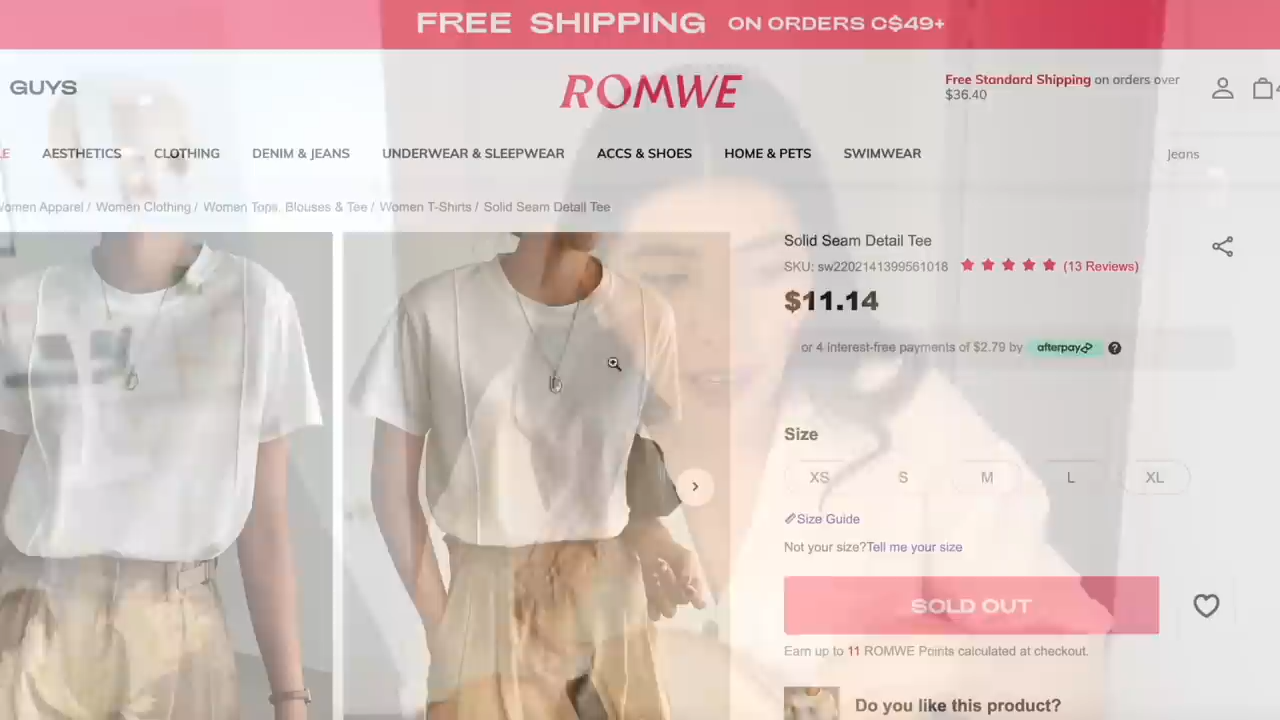 FREE SHIPPING ON ORDERS C$49+
GUYS
ROMWE
Free Standard Shipping on orders over
$36.40
LE AESTHETICS CLOTHING DENIM & JEANS UNDERWEAR & SLEEPWEAR ACCS & SHOES HOME & PETS SWIMWEAR
Jeans
Women Apparel / Women Clothing / Women Tops, Blouses & Tee / Women T-Shirts / Solid Seam Detail Tee
Solid Seam Detail Tee
SKU: sw2202141399561018 (13 Reviews)
$11.14
or 4 interest-free payments of $2.79 by afterpay ?
Size
XS S M L XL
Size Guide
Not your size?Tell me your size
SOLD OUT
Earn up to 11 ROMWE Points calculated at checkout.
Do you like this product?